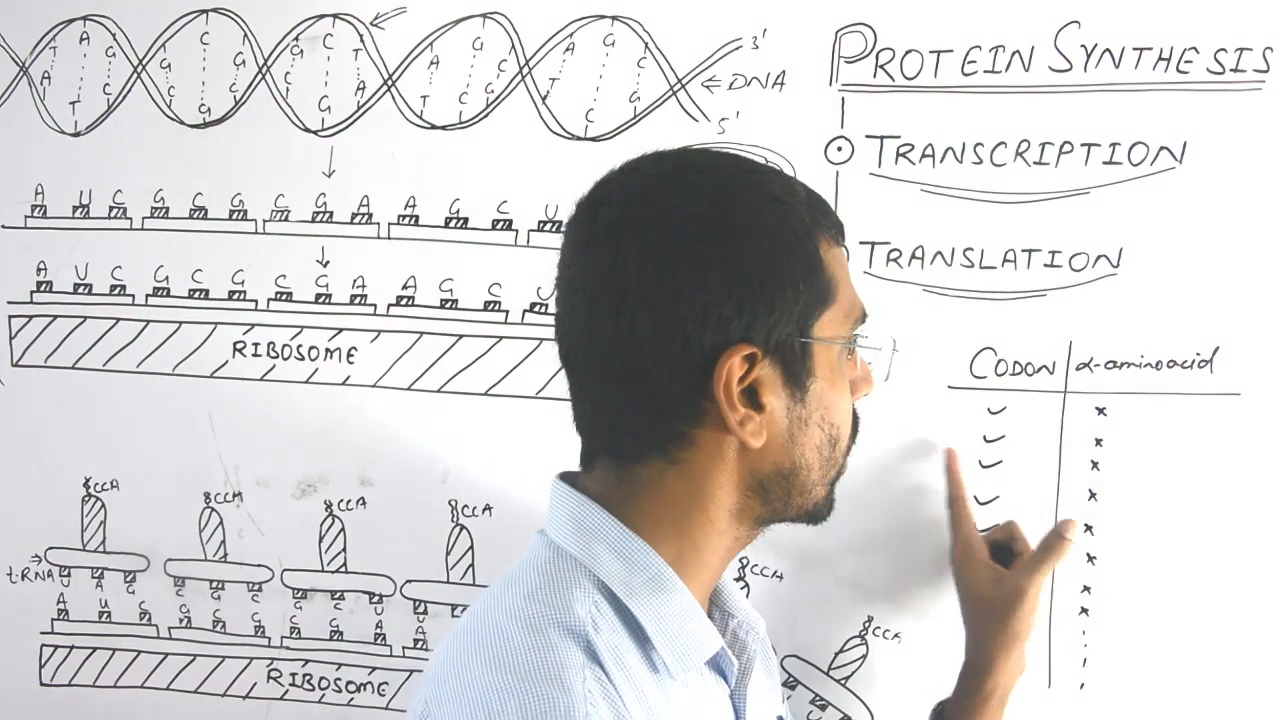 T A G C G C T A G A G
A G C G C C C
G G C A T C G T G
T C G G C C
3'
← DNA
5'
PROTEIN SYNTHESIS
TRANSCRIPTION
A U C G C G C G A A G C U
TRANSLATION
A U C G C G C G A A G C U
RIBOSOME
CODON α-aminoacid
CCA CCA CCA CCA
CCA
CCA
t-RNA
U A G C G C G C U U
A U C G C G C G A A
RIBOSOME